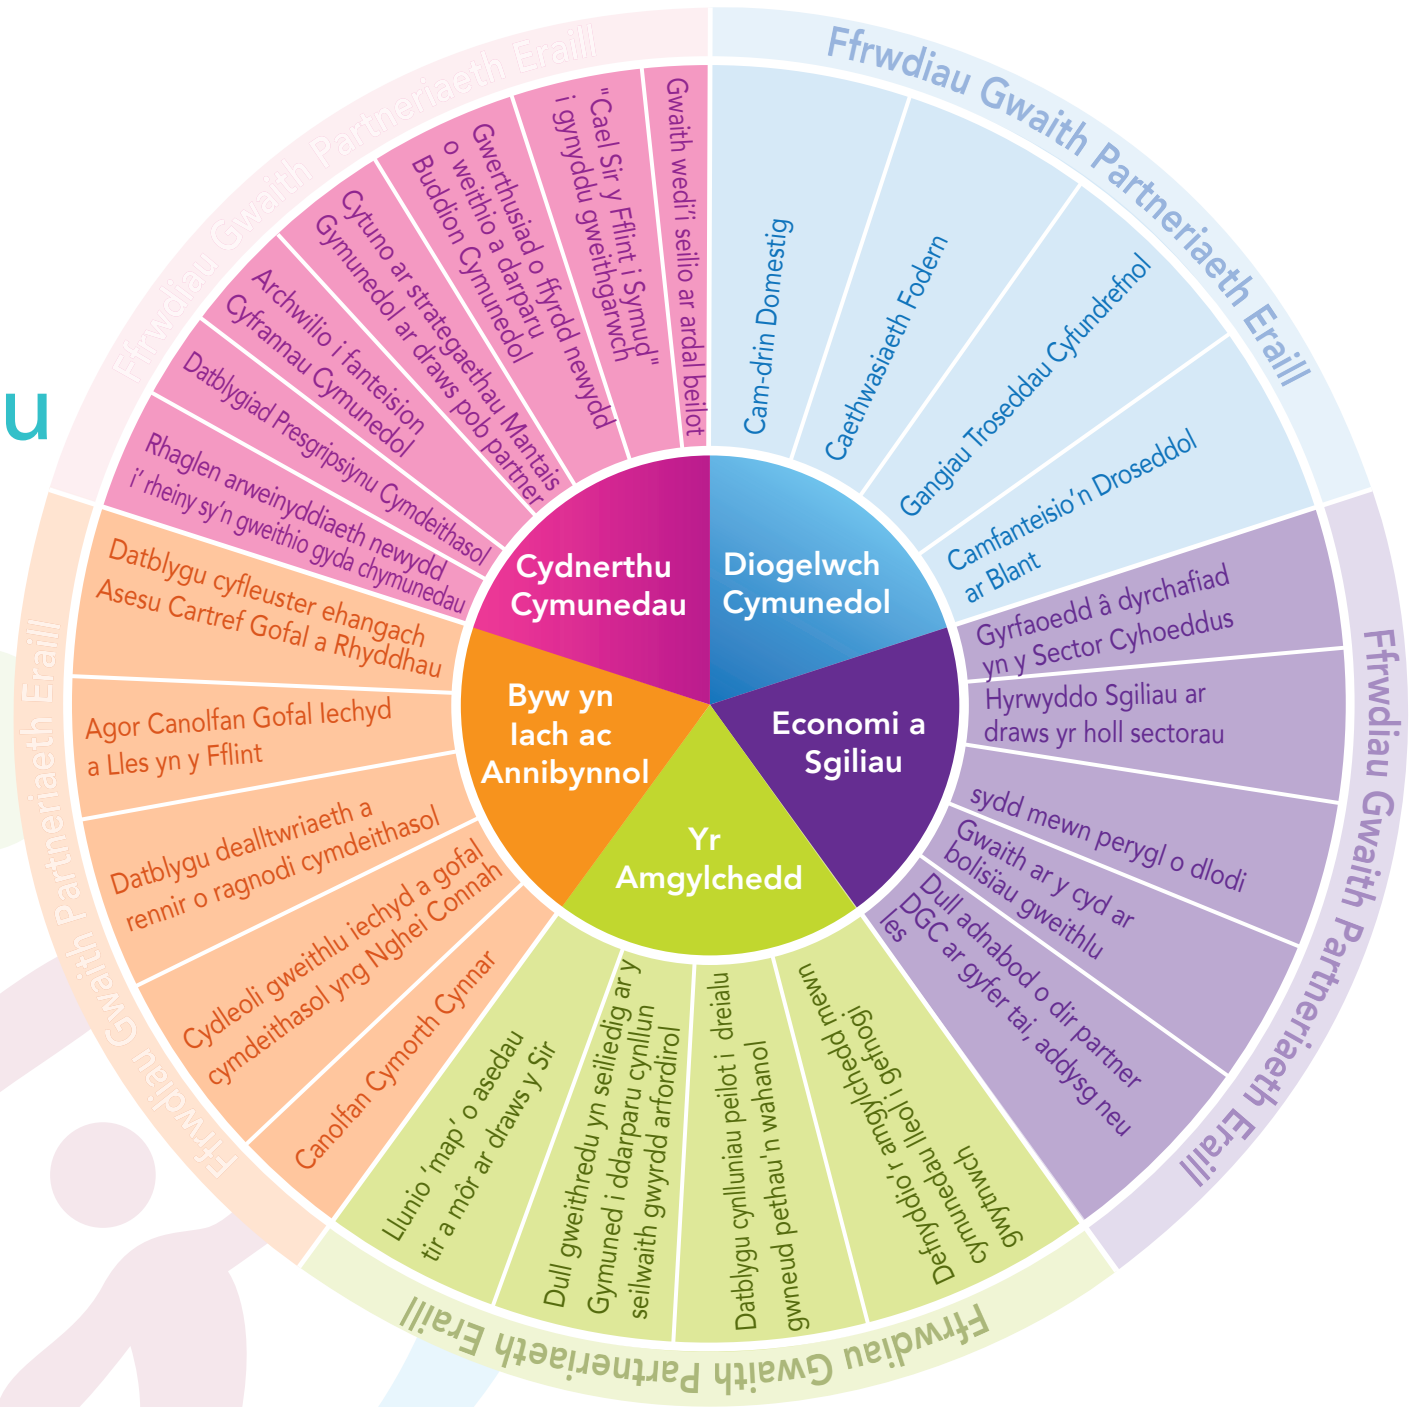 u
Ffrwdiau Gwaith Partneriaeth Eraill
Cydnerthu
Cymunedau
Rhaglen arweinyddiaeth newydd
i' rheiny sy'n gweithio gyda chymunedau
Datblygiad Presgripsiynu Cymdeithasol
Archwilio i fanteision
Cyfrannau Cymunedol
Cytuno ar strategaethau Mantais
Gymunedol ar draws pob partner
Gwerthusiad o ffyrdd newydd
o weithio a darparu
Buddion Cymunedol
"Cael Sir y Fflint i Symud"
i gynyddu gweithgarwch
Gwaith wedi'i seilio ar ardal beilot
Ffrwdiau Gwaith Partneriaeth Eraill
Diogelwch
Cymunedol
Cam-drin Domestig
Caethwasiaeth Fodern
Gangiau Troseddau Cyfundrefnol
Camfanteisio'n Droseddol
ar Blant
Ffrwdiau Gwaith Partneriaeth Eraill
Economi a
Sgiliau
Gyrfaoedd â dyrchafiad
yn y Sector Cyhoeddus
Hyrwyddo Sgiliau ar
draws yr holl sectorau
sydd mewn perygl o dlodi
Gwaith ar y cyd ar
bolisïau gweithlu
Dull adnabod o dir partner
DGC ar gyfer tai, addysg neu
les
Ffrwdiau Gwaith Partneriaeth Eraill
Yr
Amgylchedd
Defnyddio'r amgylchedd mewn
cymunedau lleol i gefnogi
gwytnwch
Datblygu cynlluniau peilot i dreialu
gwneud pethau'n wahanol
Dull gweithredu yn seiliedig ar y
Gymuned i ddarparu cynllun
seilwaith gwyrdd arfordirol
Llunio 'map' o asedau
tir a môr ar draws y Sir
Ffrwdiau Gwaith Partneriaeth Eraill
Byw yn
Iach ac
Annibynnol
Canolfan Cymorth Cynnar
Cydleoli gweithlu iechyd a gofal
cymdeithasol yng Nghei Connah
Datblygu dealltwriaeth a
rennir o ragnodi cymdeithasol
Agor Canolfan Gofal Iechyd
a Lles yn y Fflint
Datblygu cyfleuster ehangach
Asesu Cartref Gofal a Rhyddhau